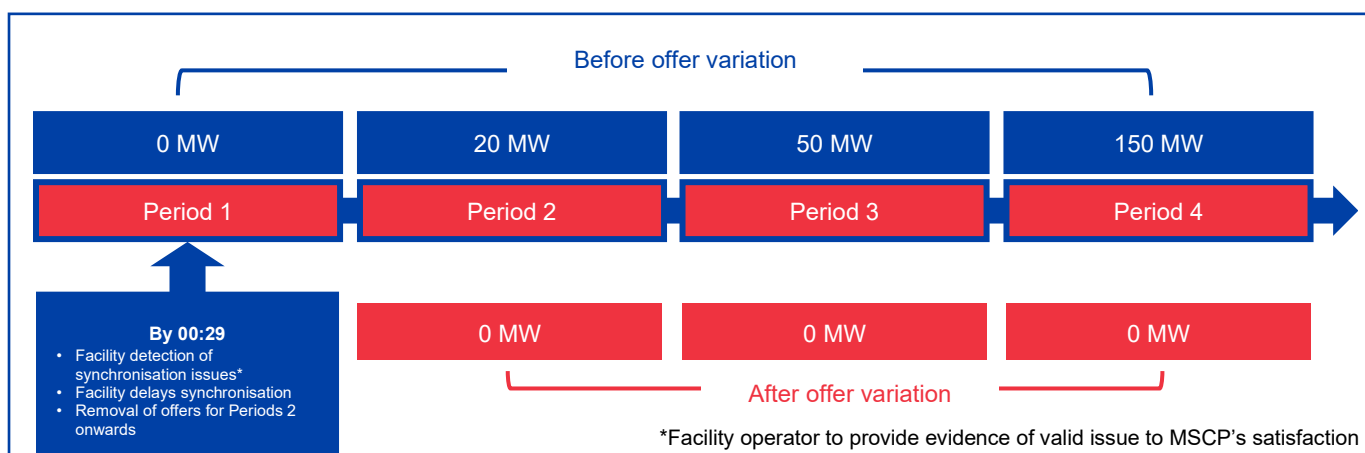 Before offer variation
0 MW
20 MW
50 MW
150 MW
Period 1
Period 2
Period 3
Period 4
By 00:29
• Facility detection of
synchronisation issues*
• Facility delays synchronisation
• Removal of offers for Periods 2
onwards
0 MW
0 MW
0 MW
After offer variation
*Facility operator to provide evidence of valid issue to MSCP's satisfaction